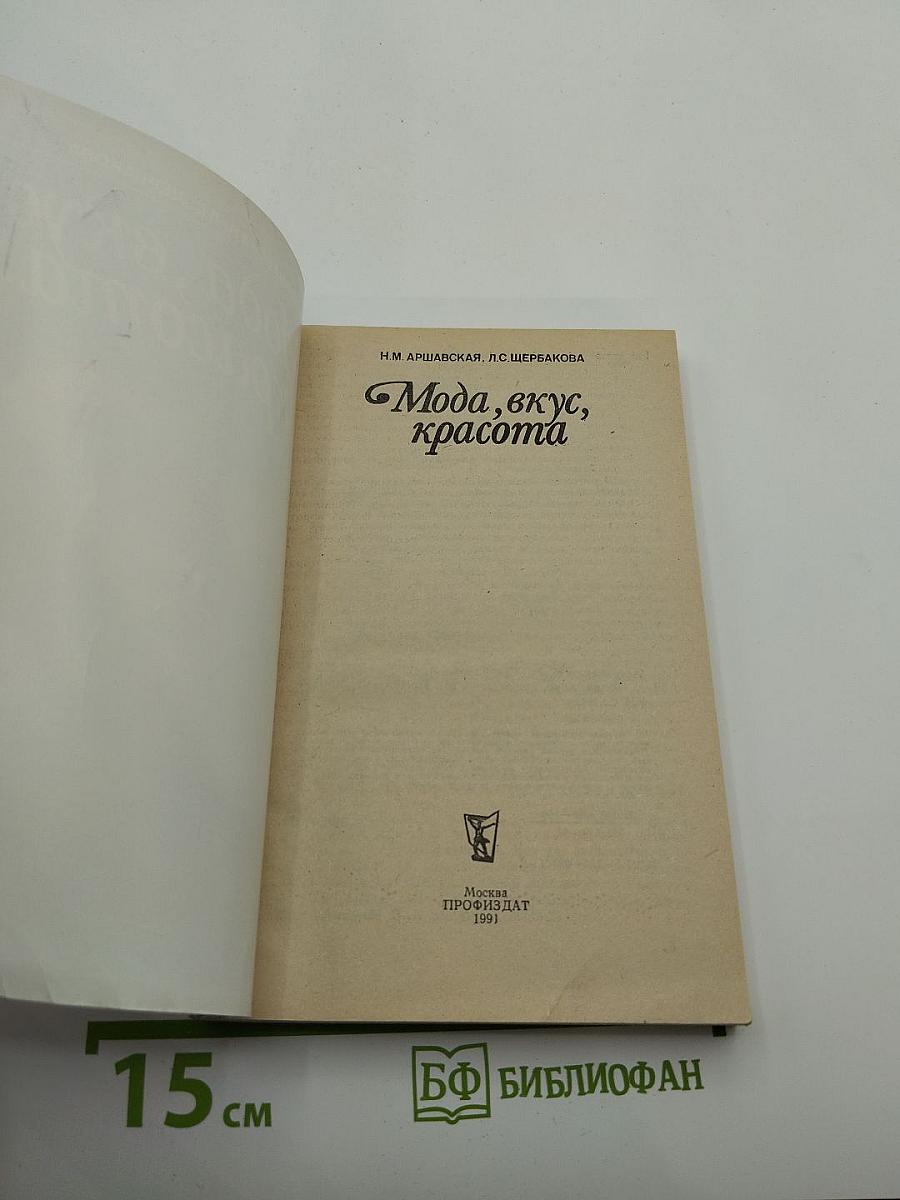 Н.М. АРШАВСКАЯ, Л.С. ЩЕРБАКОВА
Мода, вкус,
красота
Москва
ПРОФИЗДАТ
1991
15 см
БФ БИБЛИОФАН